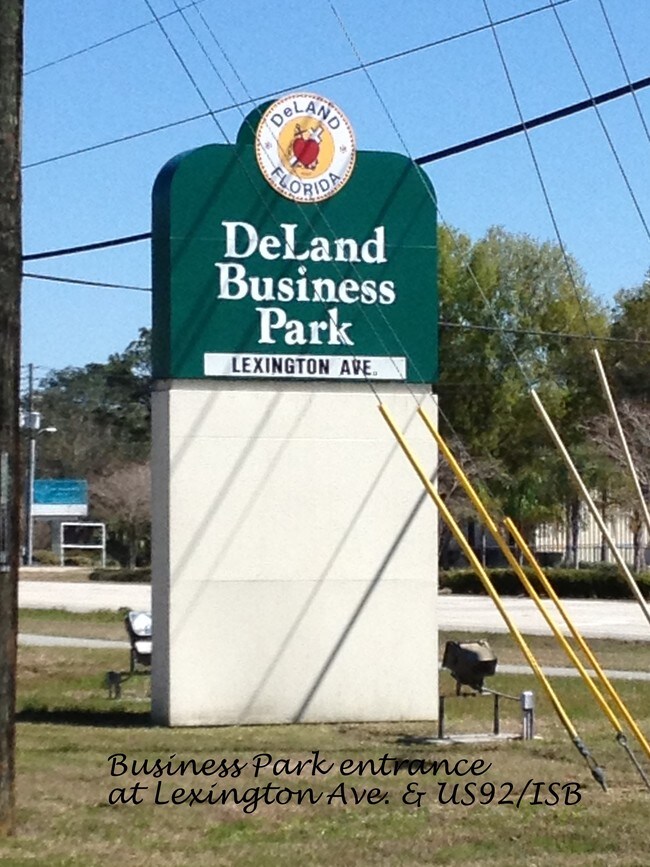 DeLAND
FLORIDA
DeLand
Business
Park
LEXINGTON AVE.
Business Park entrance
at Lexington Ave. & US92/ISB